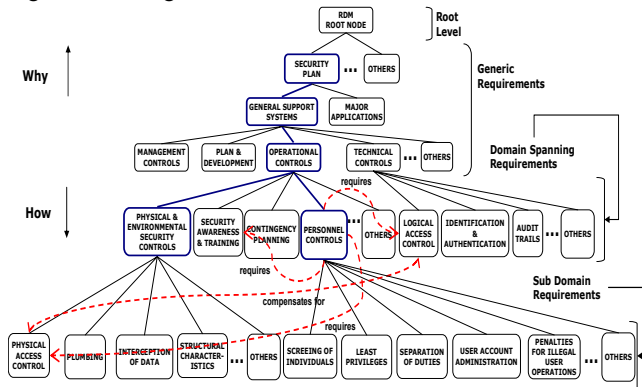 RDM
ROOT NODE
Root
Level
Why
SECURITY
PLAN
...
OTHERS
Generic
Requirements
GENERAL SUPPORT
SYSTEMS
MAJOR
APPLICATIONS
MANAGEMENT
CONTROLS
PLAN &
DEVELOPMENT
OPERATIONAL
CONTROLS
TECHNICAL
CONTROLS
...
OTHERS
Domain Spanning
Requirements
requires
How
PHYSICAL &
ENVIRONMENTAL
SECURITY
CONTROLS
SECURITY
AWARENESS
& TRAINING
CONTINGENCY
PLANNING
PERSONNEL
CONTROLS
...
OTHERS
LOGICAL
ACCESS
CONTROL
IDENTIFICATION
&
AUTHENTICATION
AUDIT
TRAILS
...
OTHERS
requires
Sub Domain
Requirements
compensates for
requires
PHYSICAL
ACCESS
CONTROL
PLUMBING
INTERCEPTION
OF DATA
STRUCTURAL
CHARACTER-
ISTICS
...
OTHERS
SCREEING OF
INDIVIDUALS
LEAST
PRIVILEGES
SEPARATION
OF DUTIES
USER ACCOUNT
ADMINISTRATION
PENALTIES
FOR ILLEGAL
USER
OPERATIONS
...
OTHERS